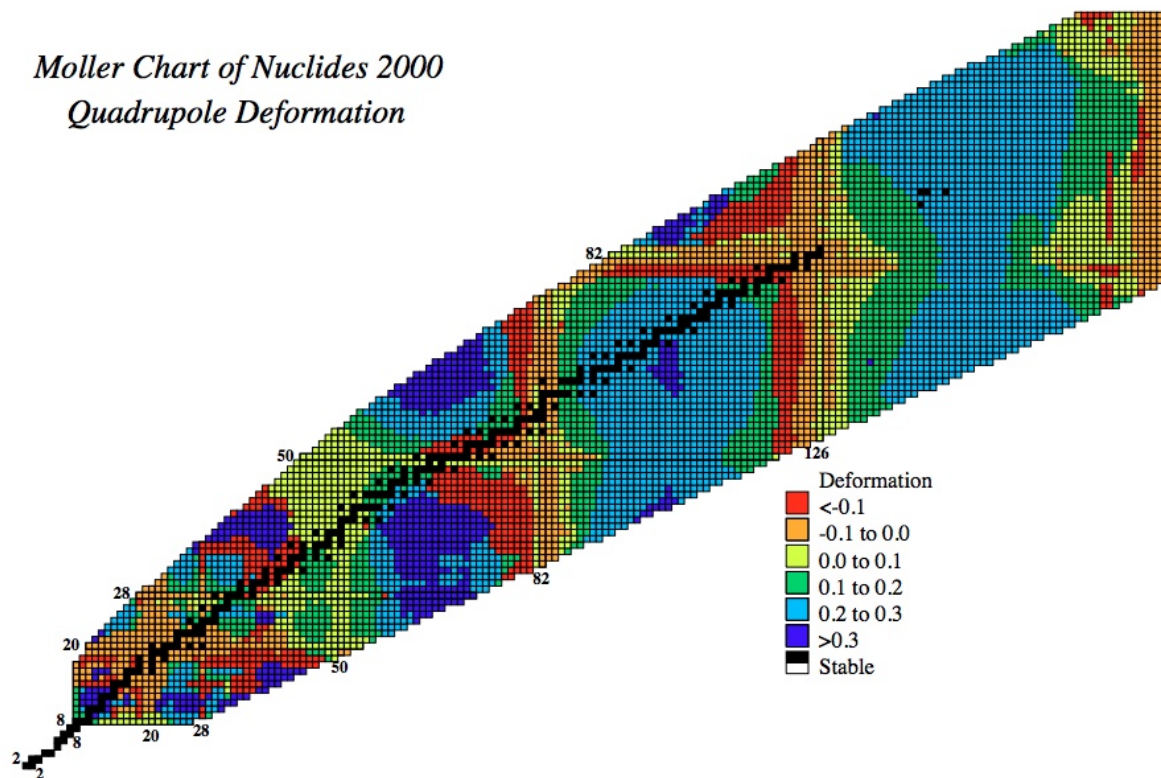 Moller Chart of Nuclides 2000
Quadrupole Deformation
82
50
28
20
8
2
2
8
20
28
50
82
126
Deformation
<-0.1
-0.1 to 0.0
0.0 to 0.1
0.1 to 0.2
0.2 to 0.3
>0.3
Stable